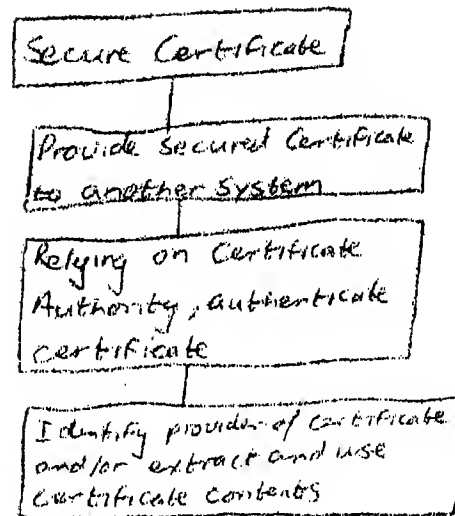 Secure Certificate
Provide Secured Certificate
to another System
Relying on Certificate
Authority, authenticate
certificate
Identify provider of certificate
and/or extract and use
Certificate contents